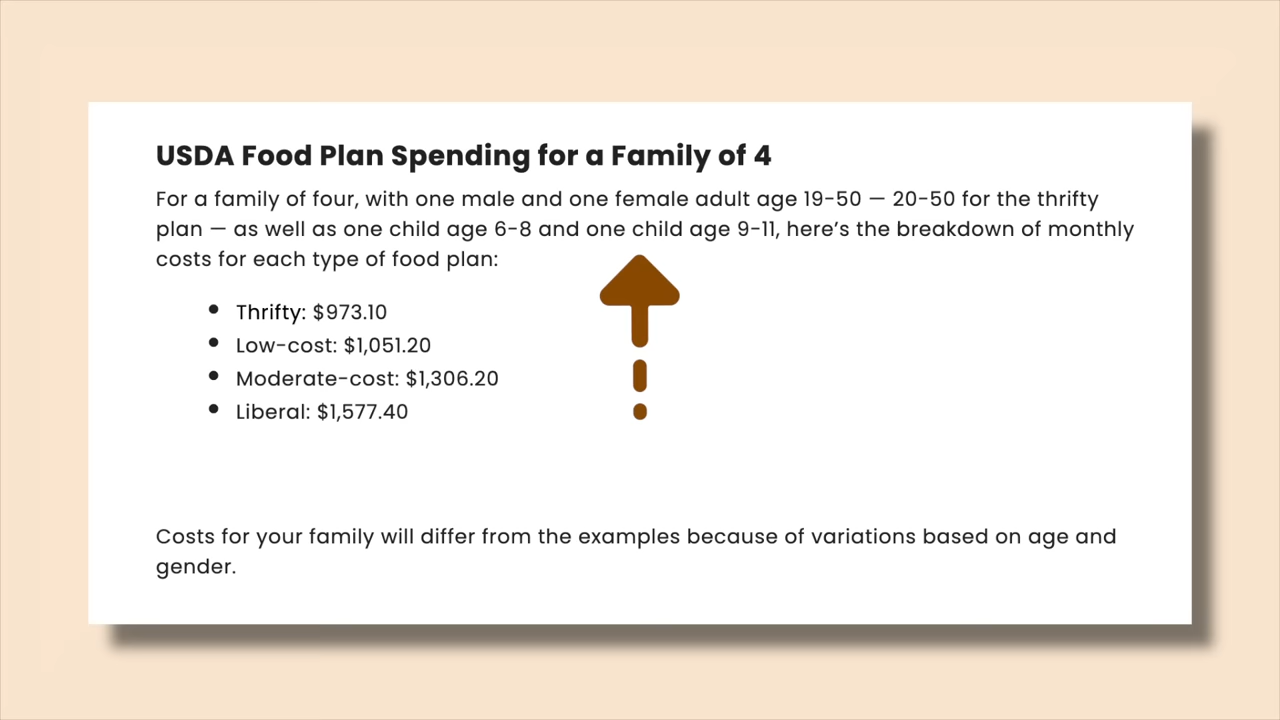 USDA Food Plan Spending for a Family of 4
For a family of four, with one male and one female adult age 19-50 — 20-50 for the thrifty
plan — as well as one child age 6-8 and one child age 9-11, here’s the breakdown of monthly
costs for each type of food plan:
• Thrifty: $973.10
• Low-cost: $1,051.20
• Moderate-cost: $1,306.20
• Liberal: $1,577.40
Costs for your family will differ from the examples because of variations based on age and
gender.